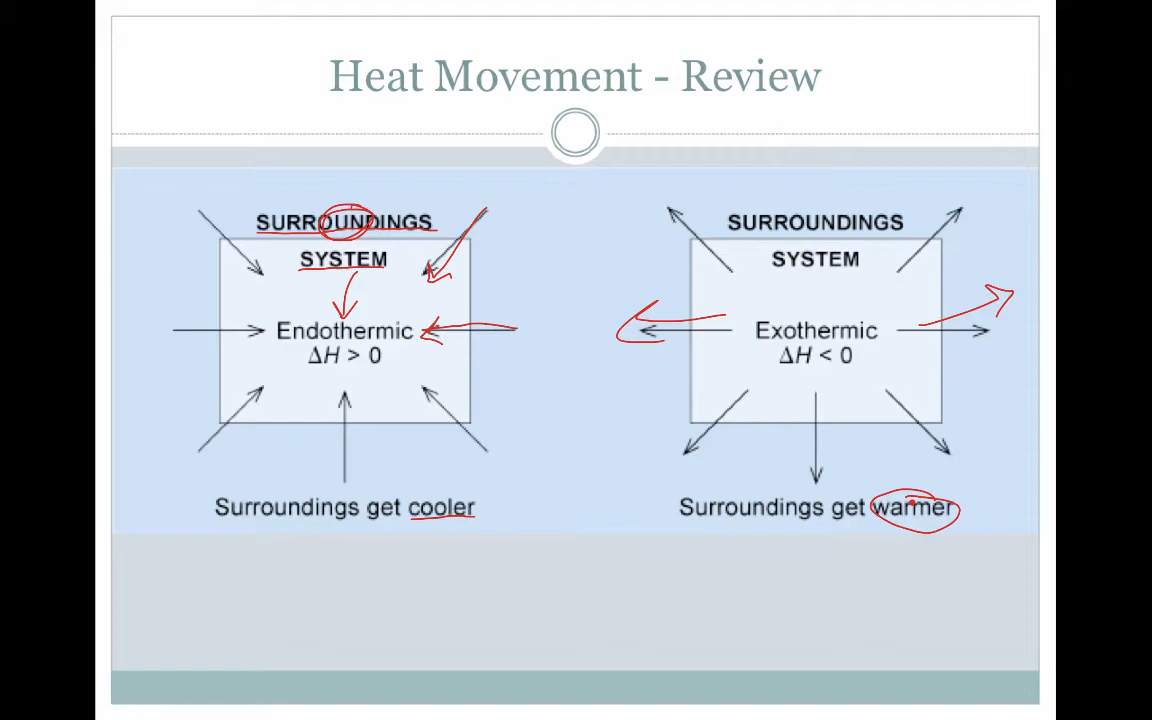 Heat Movement - Review
SURROUNDINGS
SYSTEM
Endothermic
ΔH > 0
Surroundings get cooler
SURROUNDINGS
SYSTEM
Exothermic
ΔH < 0
Surroundings get warmer